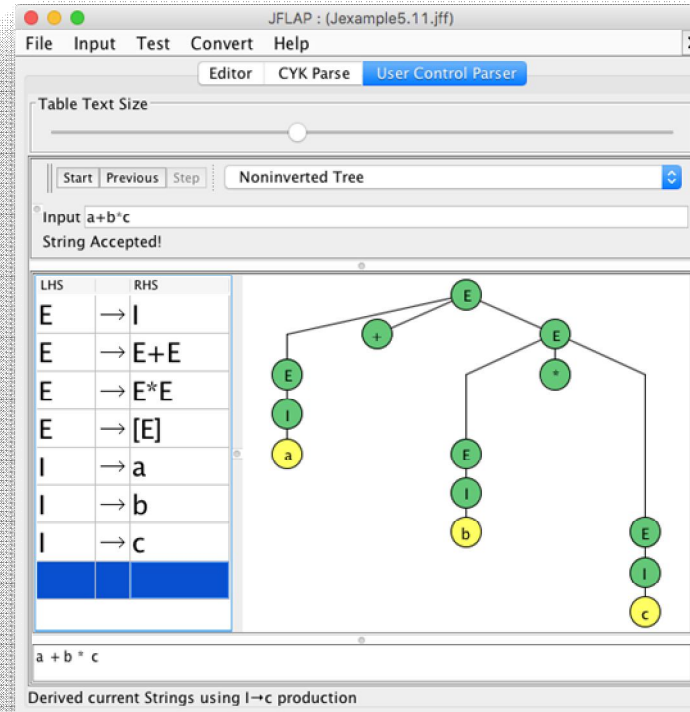 JFLAP : (Jexample5.11.jff)
File Input Test Convert Help
Editor CYK Parse User Control Parser
Table Text Size
Start Previous Step Noninverted Tree
Input a+b*c
String Accepted!
LHS RHS
E → I
E → E+E
E → E*E
E → [E]
I → a
I → b
I → c
E
+ E
E *
I
a E
I
b E
I
c
a + b * c
Derived current Strings using I→c production